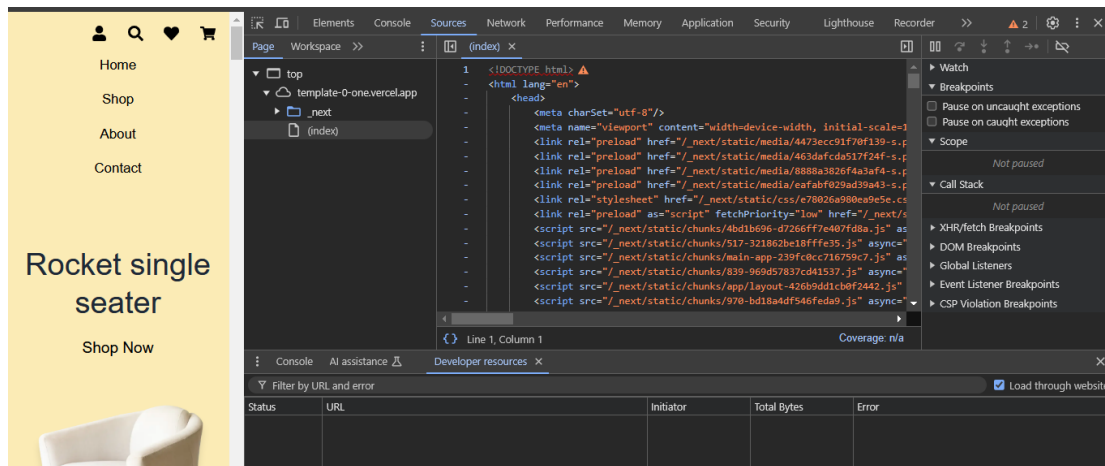 Home
Shop
About
Contact
Rocket single
seater
Shop Now
Elements Console Sources Network Performance Memory Application Security Lighthouse Recorder >> 2
Page Workspace >>
(index) ×
top
template-0-one.vercel.app
_next
(index)
1 <!DOCTYPE html>
- <html lang="en">
- <head>
- <meta charSet="utf-8"/>
- <meta name="viewport" content="width=device-width, initial-scale=1
- <link rel="preload" href="/_next/static/media/4473ecc91f70f139-s.p
- <link rel="preload" href="/_next/static/media/463dafcda517f24f-s.p
- <link rel="preload" href="/_next/static/media/8888a3826f4a3af4-s.p
- <link rel="preload" href="/_next/static/media/eafabf029ad39a43-s.p
- <link rel="stylesheet" href="/_next/static/css/e78026a980ea9e5e.cs
- <link rel="preload" as="script" fetchPriority="low" href="/_next/s
- <script src="/_next/static/chunks/4bd1b696-d7266ff7e407fd8a.js" as
- <script src="/_next/static/chunks/517-321862be18fffe35.js" async="
- <script src="/_next/static/chunks/main-app-239fc0cc716759c7.js" as
- <script src="/_next/static/chunks/839-969d57837cd41537.js" async="
- <script src="/_next/static/chunks/app/layout-426b9dd1cb0f2442.js"
- <script src="/_next/static/chunks/970-bd18a4df546feda9.js" async="
{} Line 1, Column 1 Coverage: n/a
Watch
Breakpoints
Pause on uncaught exceptions
Pause on caught exceptions
Scope
Not paused
Call Stack
Not paused
XHR/fetch Breakpoints
DOM Breakpoints
Global Listeners
Event Listener Breakpoints
CSP Violation Breakpoints
Console AI assistance Developer resources ×
Filter by URL and error Load through website
Status URL Initiator Total Bytes Error